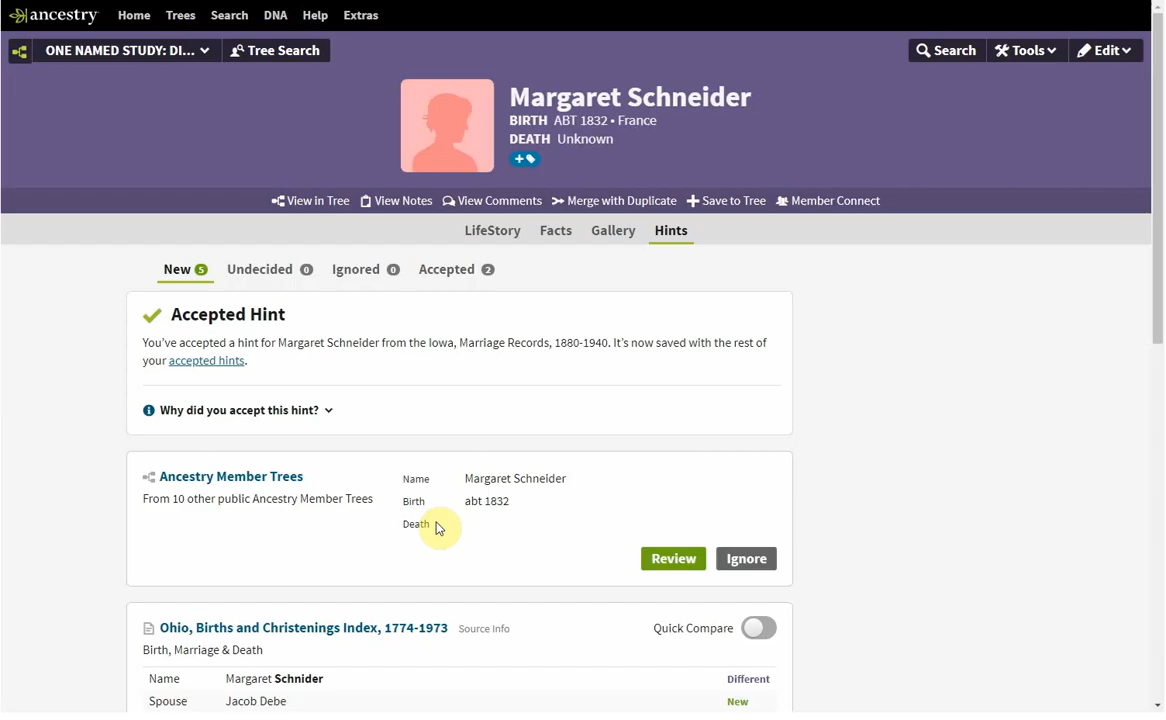 ancestry Home Trees Search DNA Help Extras
ONE NAMED STUDY: DI... Tree Search Search Tools Edit
Margaret Schneider
BIRTH ABT 1832 • France
DEATH Unknown
View in Tree View Notes View Comments Merge with Duplicate Save to Tree Member Connect
LifeStory Facts Gallery Hints
New 5 Undecided 0 Ignored 0 Accepted 2
Accepted Hint
You've accepted a hint for Margaret Schneider from the Iowa, Marriage Records, 1880-1940. It's now saved with the rest of
your accepted hints.
Why did you accept this hint?
Ancestry Member Trees Name Margaret Schneider
From 10 other public Ancestry Member Trees Birth abt 1832
Death
Review Ignore
Ohio, Births and Christenings Index, 1774-1973 Source Info Quick Compare
Birth, Marriage & Death
Name Margaret Schnider Different
Spouse Jacob Debe New